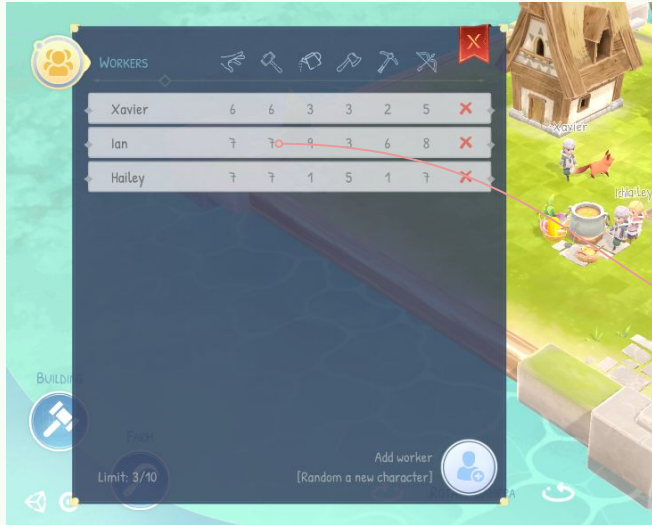 WORKERS
X
Xavier 6 6 3 3 2 5
Ian 7 7 9 3 6 8
Hailey 7 7 1 5 1 7
Xavier
Hailey
Add worker
[Random a new character]
Limit: 3/10